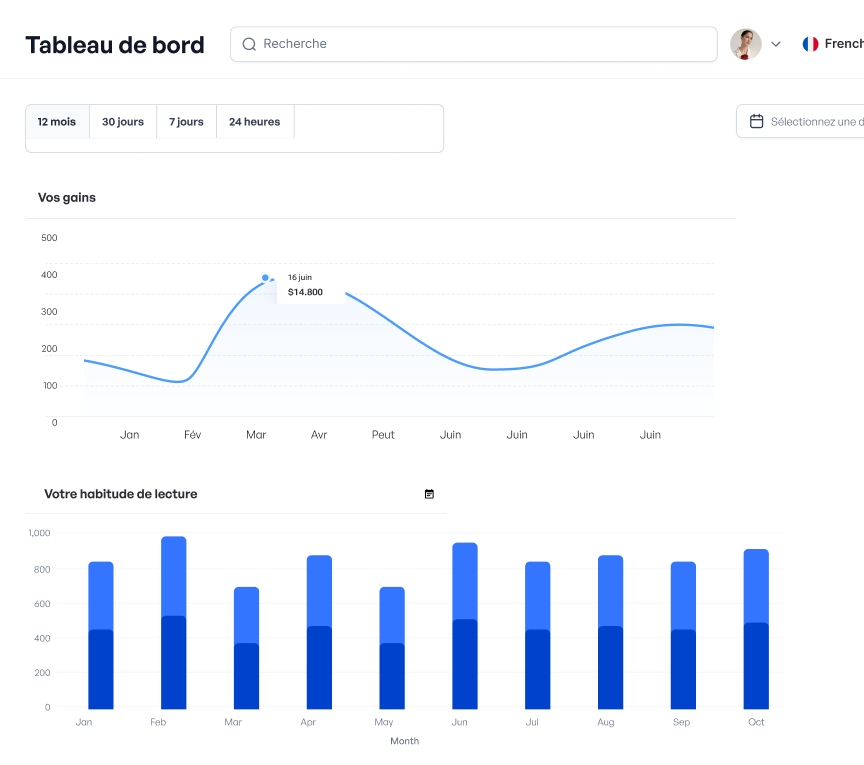 Tableau de bord
Recherche
French
12 mois
30 jours
7 jours
24 heures
Sélectionnez une d
Vos gains
500
400
300
200
100
0
16 juin
$14.800
Jan
Fév
Mar
Avr
Peut
Juin
Juin
Juin
Juin
Votre habitude de lecture
1,000
800
600
400
200
0
Jan
Feb
Mar
Apr
May
Jun
Jul
Aug
Sep
Oct
Month